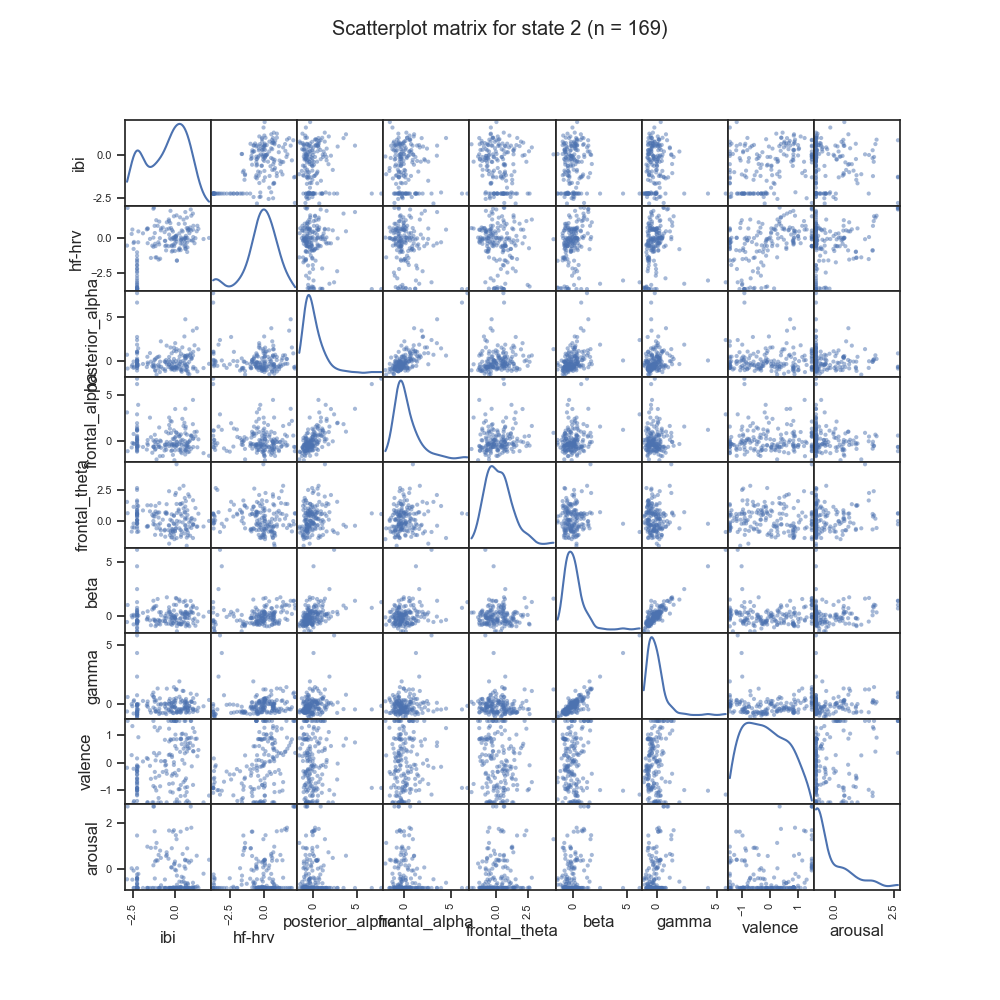 Scatterplot matrix for state 2 (n = 169)
ibi
0.0
−2.5
hf-hrv
0.0
−2.5
posterior_alpha
5
0
frontal_alpha
5
0
frontal_theta
2.5
0.0
beta
5
0
gamma
5
0
valence
1
0
−1
arousal
2
0
−2.5 0.0 −2.5 0.0 0 5 0 5 0.0 2.5 0 5 0 5 −1 0 1 0.0 2.5
ibi hf-hrv posterior_alpha frontal_alpha frontal_theta beta gamma valence arousal